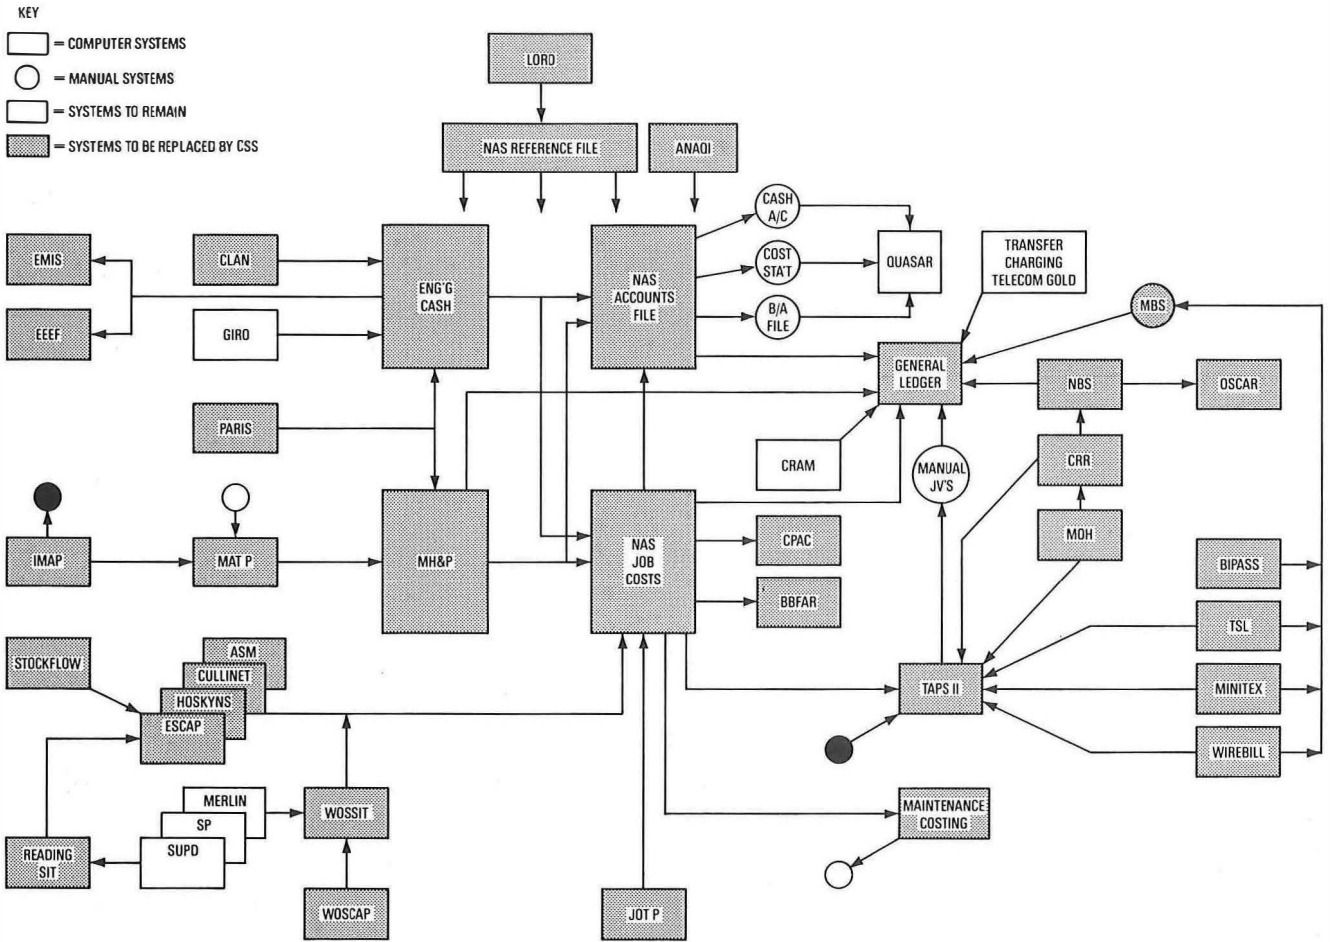 KEY
= COMPUTER SYSTEMS
= MANUAL SYSTEMS
= SYSTEMS TO REMAIN
= SYSTEMS TO BE REPLACED BY CSS
LORD
NAS REFERENCE FILE
ANAQI
CASH
A/C
EMIS
CLAN
ENG'G
CASH
NAS
ACCOUNTS
FILE
COST
STA'T
QUASAR
TRANSFER
CHARGING
TELECOM GOLD
EEEF
GIRO
B/A
FILE
MBS
GENERAL
LEDGER
NBS
OSCAR
PARIS
CRAM
MANUAL
JV'S
CRR
IMAP
MAT P
MH&P
NAS
JOB
COSTS
CPAC
MOH
BIPASS
BBFAR
TSL
STOCKFLOW
ASM
CULLINET
HOSKYNS
ESCAP
TAPS II
MINITEX
WIREBILL
MERLIN
SP
SUPD
WOSSIT
MAINTENANCE
COSTING
READING
SIT
WOSCAP
JOT P